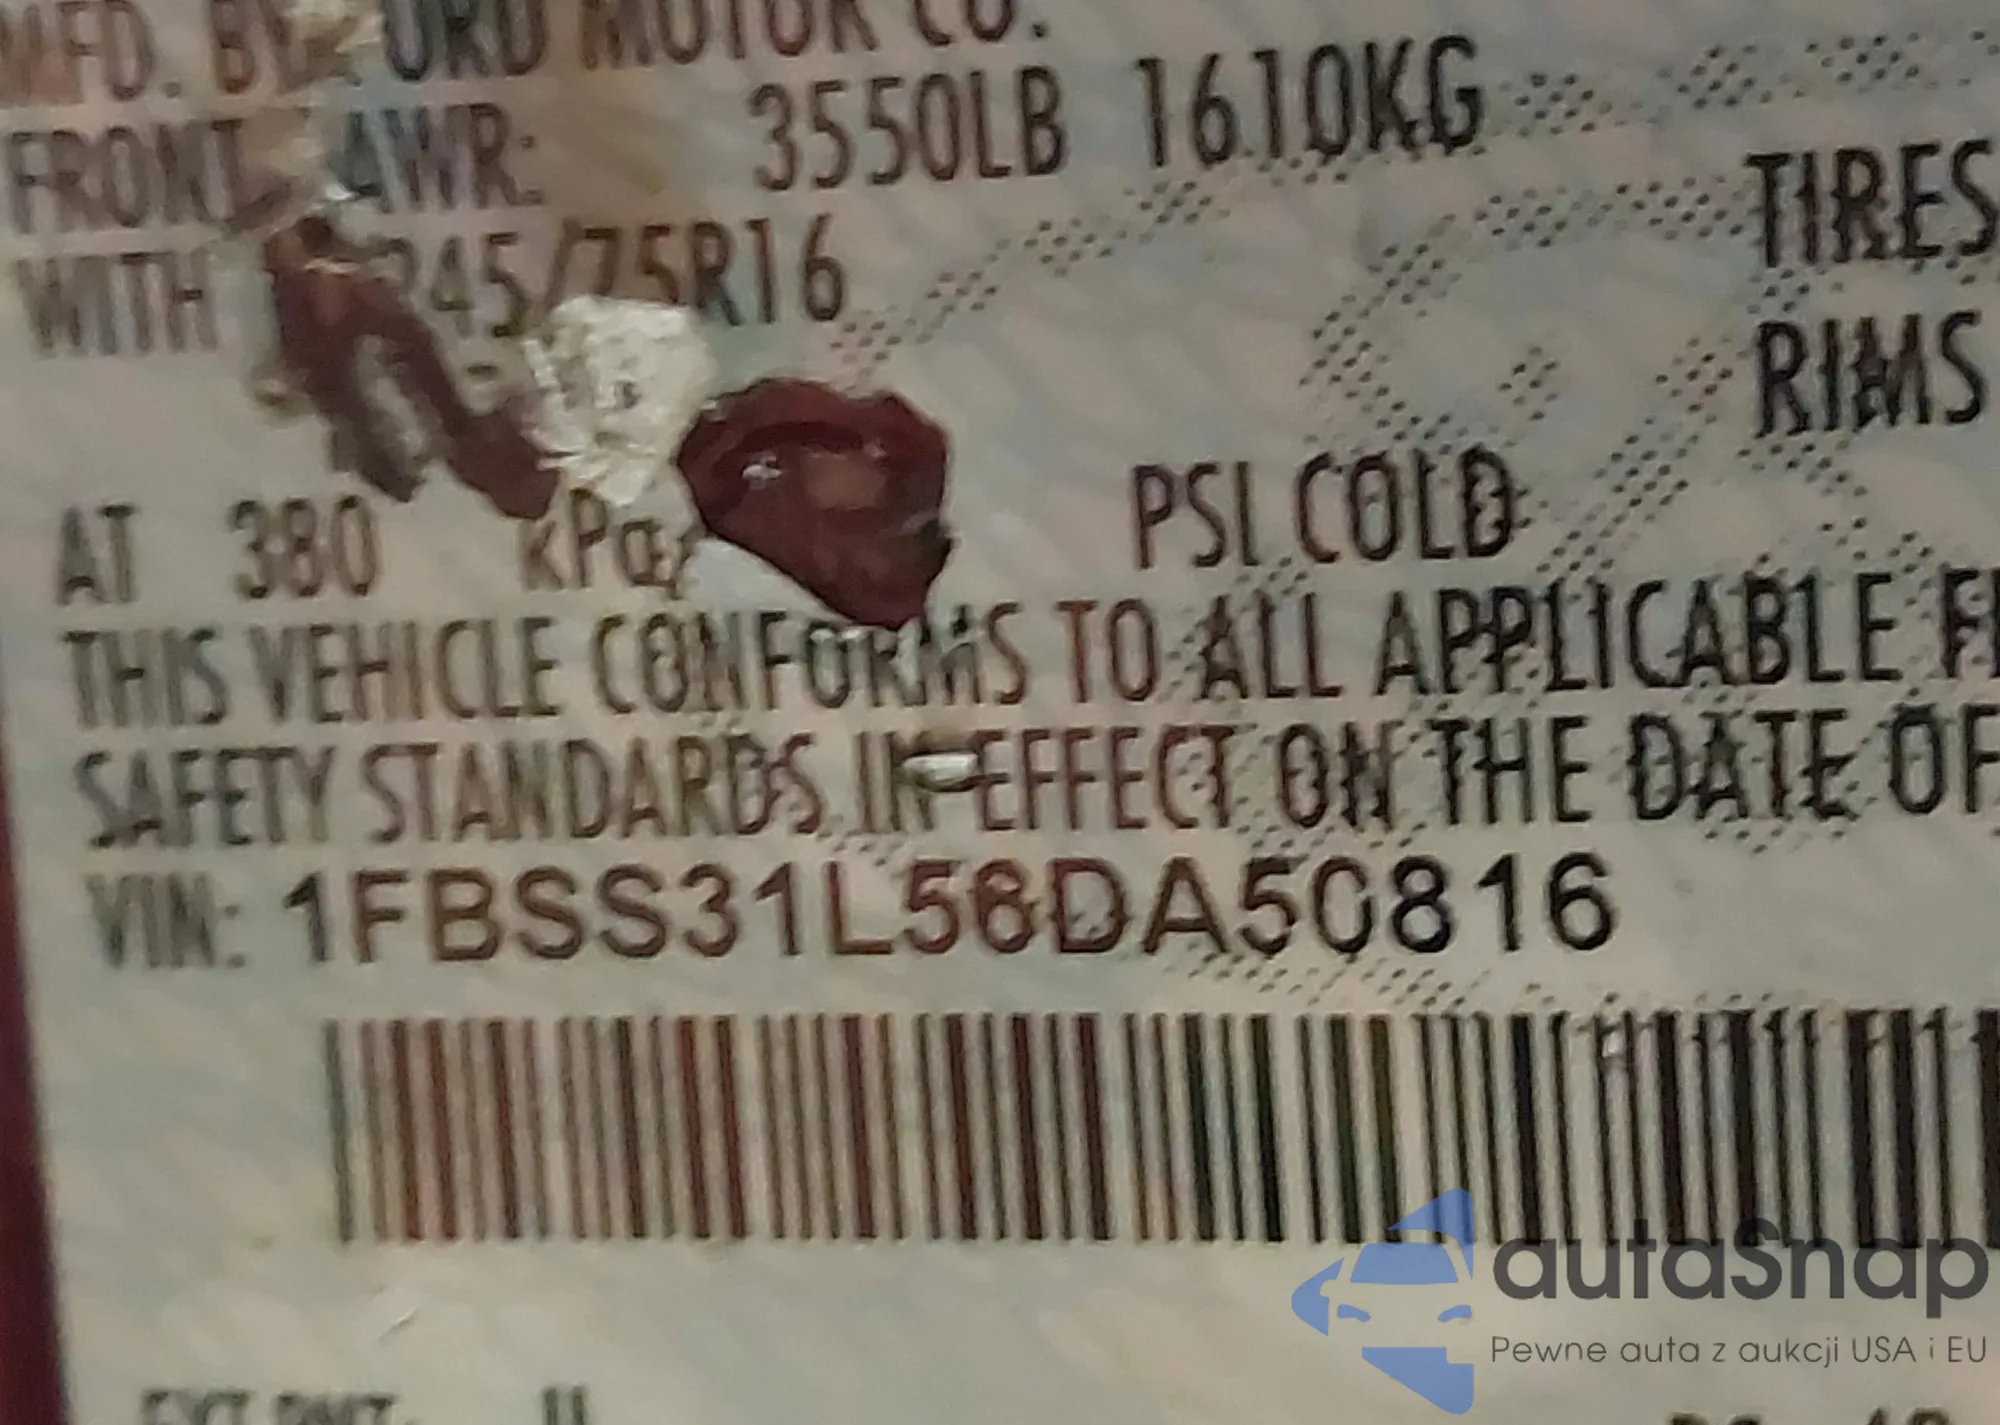 MFD. BY FORD MOTOR CO.
FRONT GAWR: 3550LB 1610KG
WITH 245/75R16 TIRES
RIMS
AT 380 kPa PSI COLD
THIS VEHICLE CONFORMS TO ALL APPLICABLE
SAFETY STANDARDS IN EFFECT ON THE DATE OF
VIN: 1FBSS31L56DA50816
autaSnap
Pewne auta z aukcji USA i EU